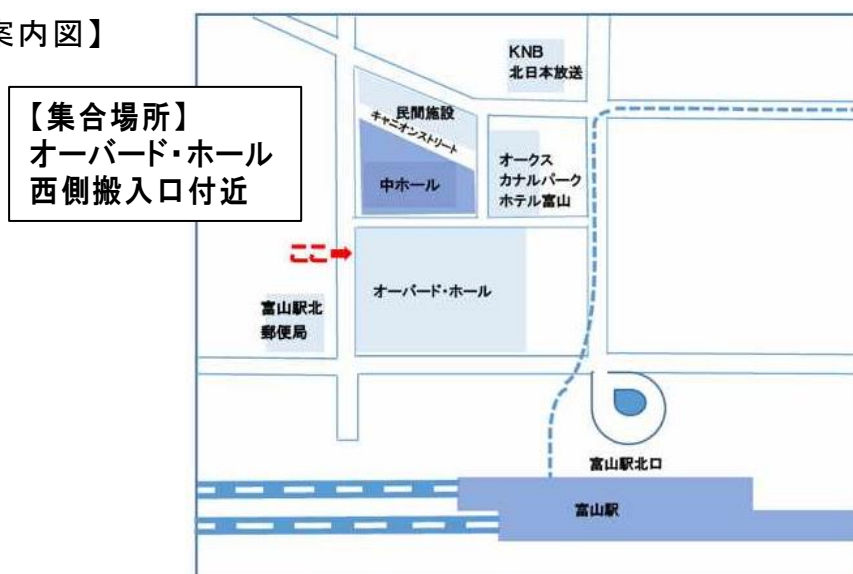 案内図】
【集合場所】
オーバード・ホール
西側搬入口付近
KNB
北日本放送
民間施設
キャニオンストリート
中ホール
オークス
カナルパーク
ホテル富山
ここ➡
オーバード・ホール
富山駅北
郵便局
富山駅北口
富山駅